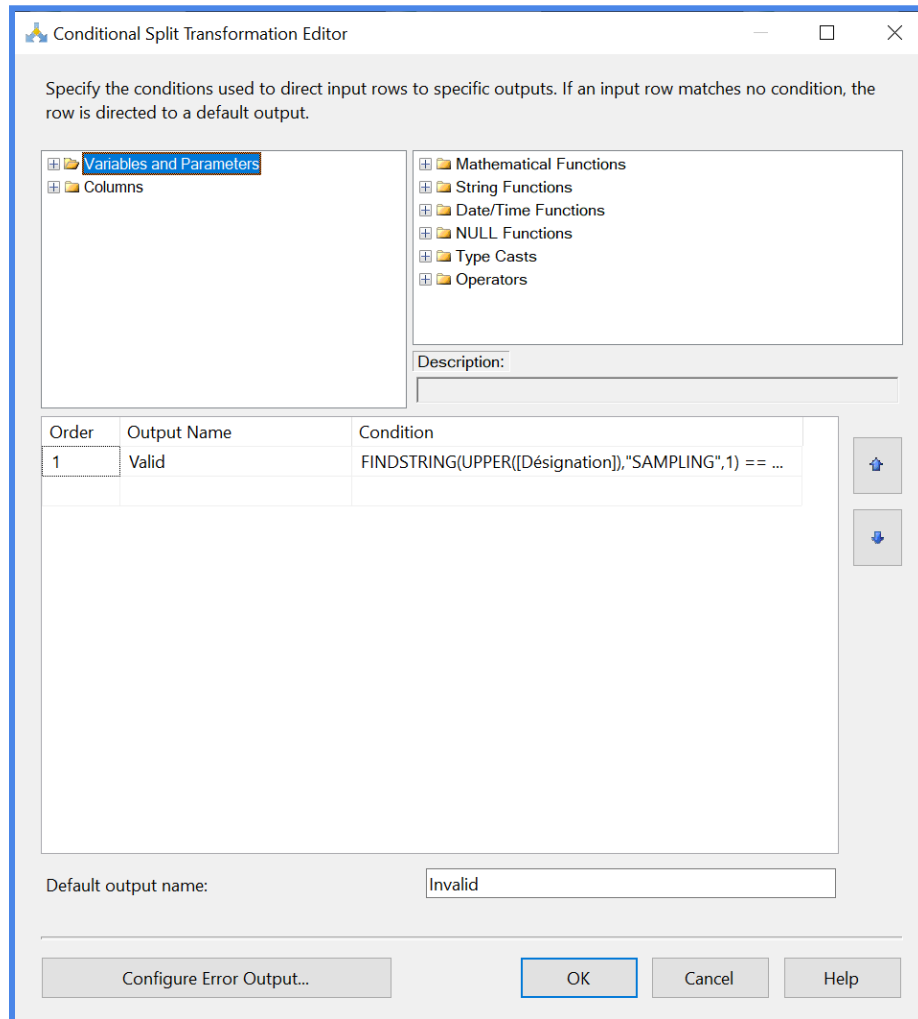 Conditional Split Transformation Editor
Specify the conditions used to direct input rows to specific outputs. If an input row matches no condition, the
row is directed to a default output.
Variables and Parameters
Columns
Mathematical Functions
String Functions
Date/Time Functions
NULL Functions
Type Casts
Operators
Description:
Order Output Name Condition
1 Valid FINDSTRING(UPPER([Désignation]),"SAMPLING",1) == ...
Default output name: Invalid
Configure Error Output... OK Cancel Help